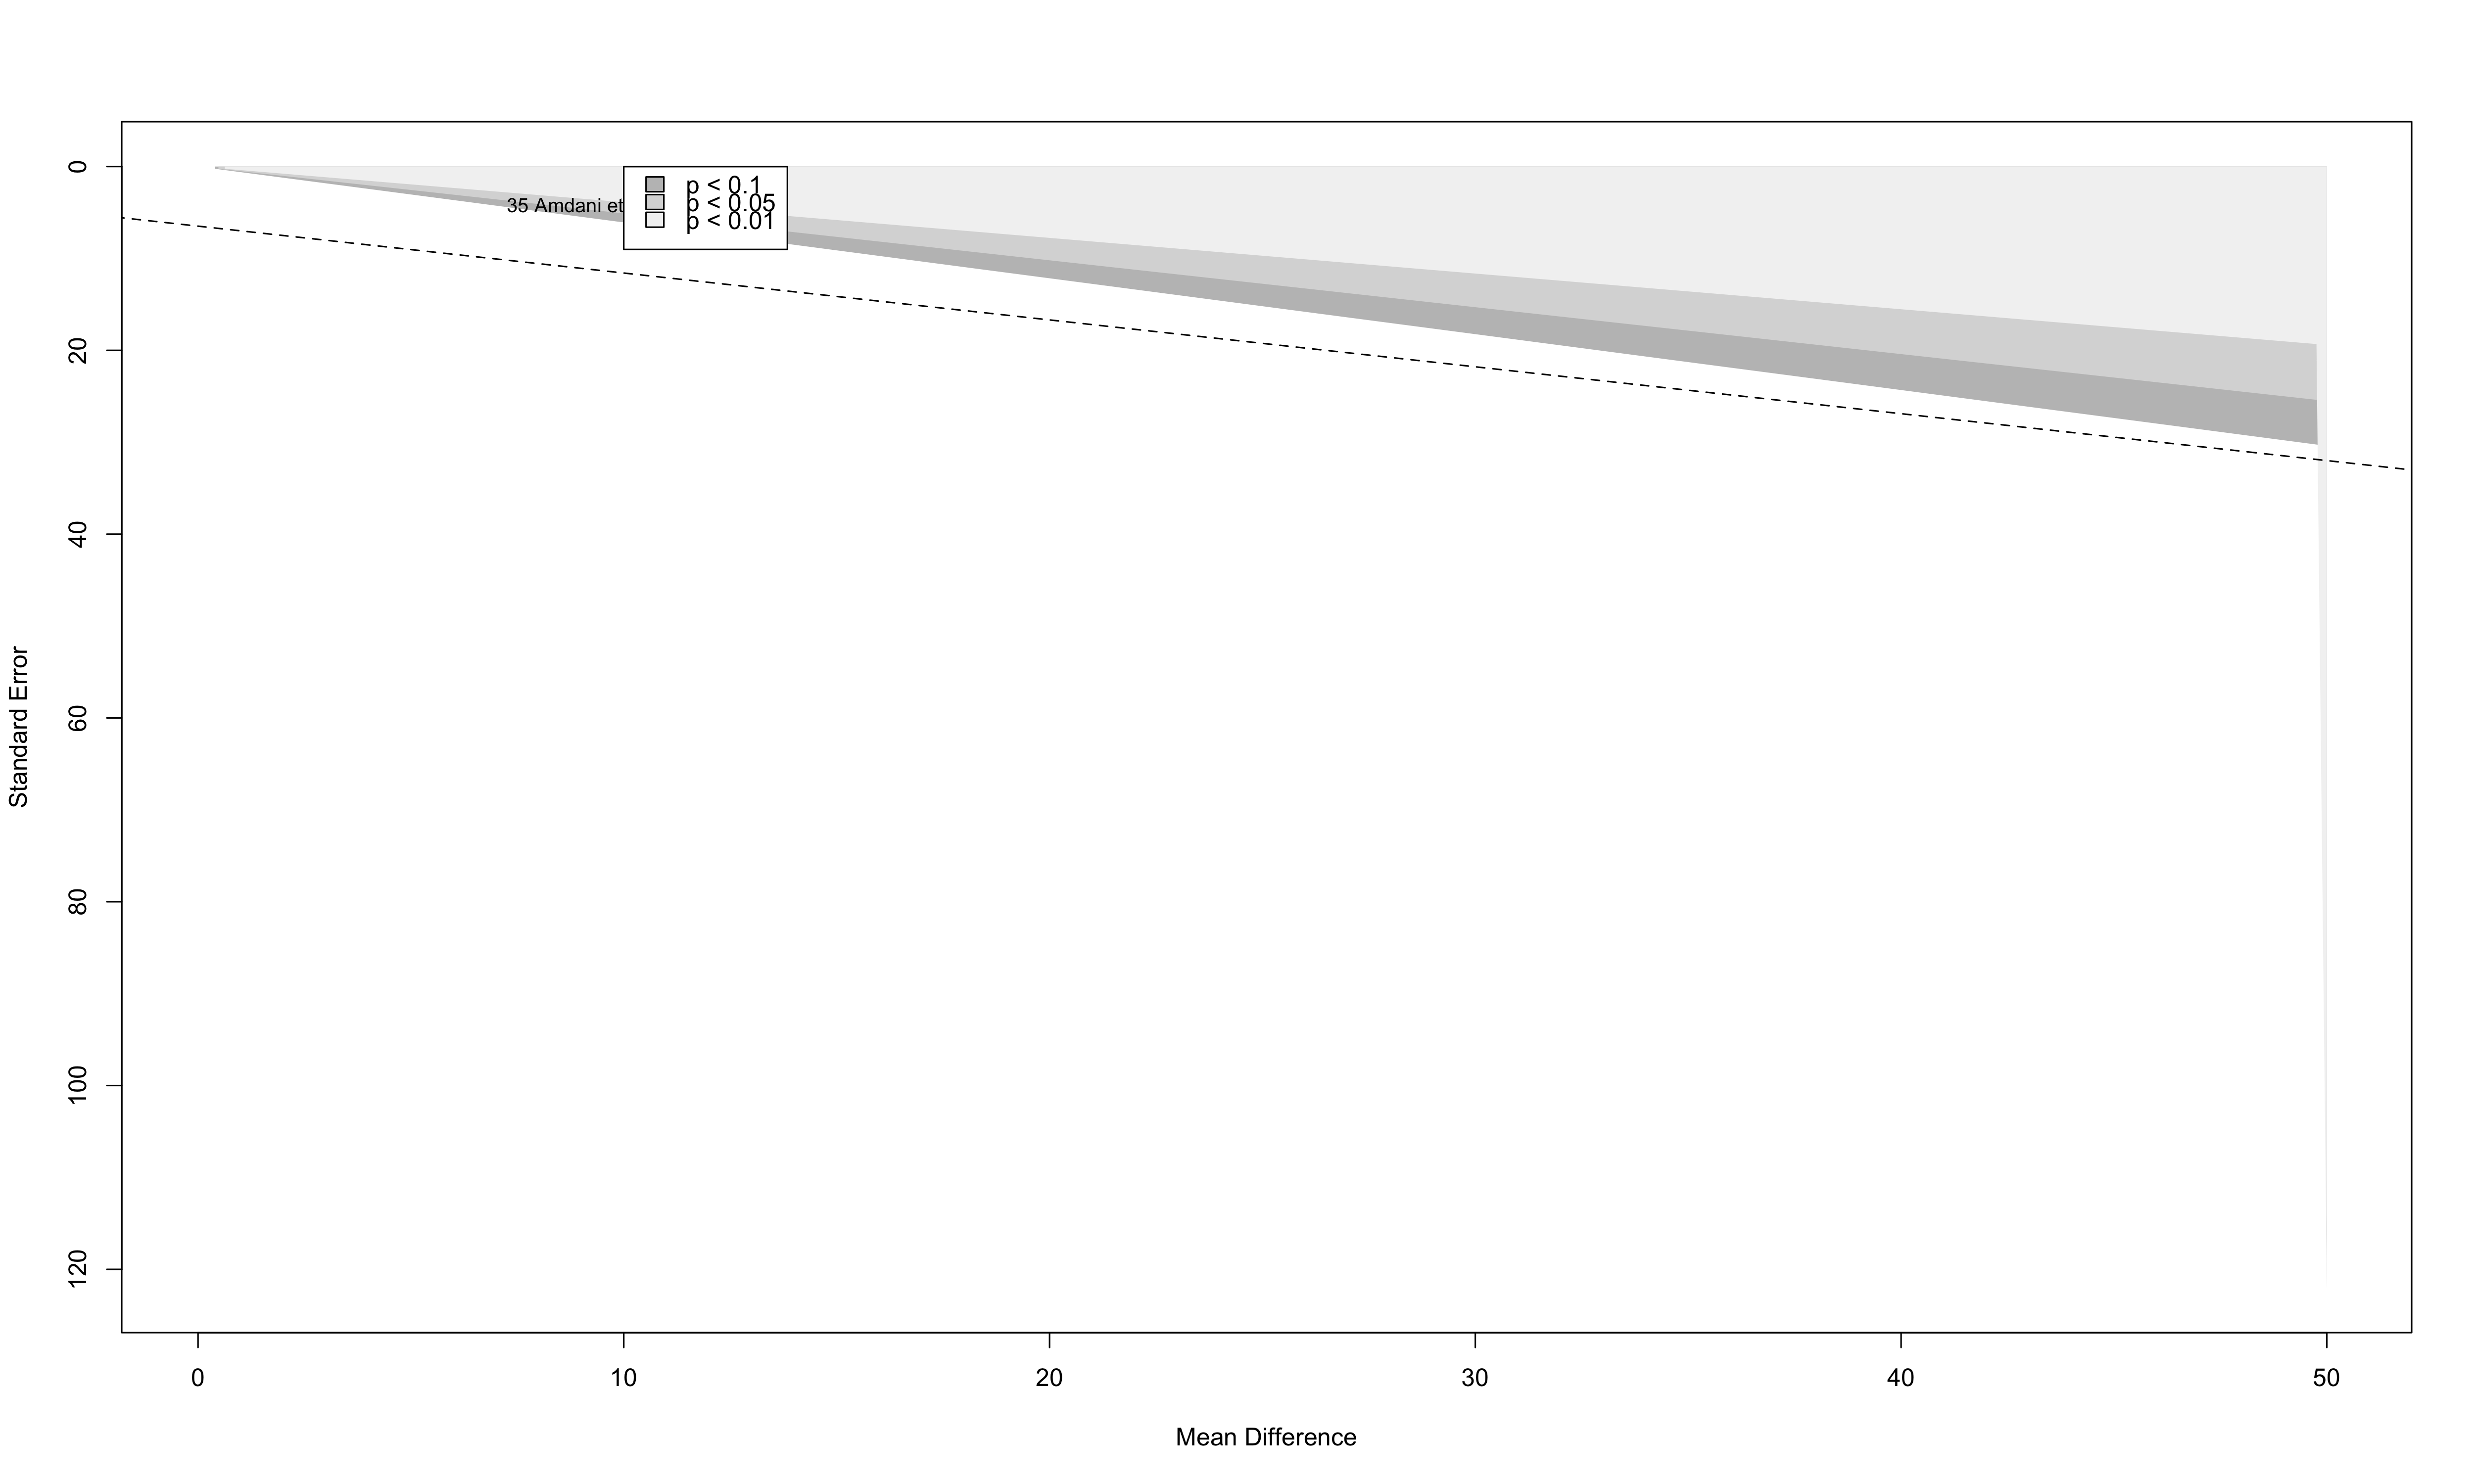 0
20
40
60
80
100
120
Standard Error
35 Amdani et
p < 0.1
p < 0.05
p < 0.01
0 10 20 30 40 50
Mean Difference